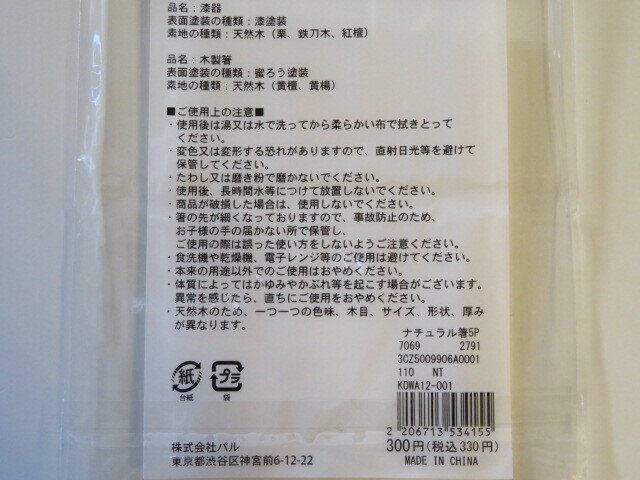 品名：漆器
表面塗装の種類：漆塗装
素地の種類：天然木（栗、鉄刀木、紅檀）
品名：木製箸
表面塗装の種類：蜜ろう塗装
素地の種類：天然木（黄檀、黄楊）
■ご使用上の注意■
・使用後は湯又は水で洗ってから柔らかい布で拭きとって
ください。
・変色又は変形する恐れがありますので、直射日光等を避けて
保管してください。
・たわし又は磨き粉で磨かないでください。
・使用後、長時間水等につけて放置しないでください。
・商品が破損した場合は、使用しないでください。
・箸の先が細くなっておりますので、事故防止のため、
お子様の手の届かない所で保管し、
ご使用の際は誤った使い方をしないようご注意ください。
・食洗機や乾燥機、電子レンジ等のご使用は避けてください。
・本来の用途以外でのご使用はおやめください。
・体質によってはかゆみやかぶれ等を起こす場合がございます。
異常を感じたら、直ちにご使用をおやめください。
・天然木のため、一つ一つの色味、木目、サイズ、形状、厚み
が異なります。
ナチュラル箸5P
7069 2791
3CZ5009906A0001
110 NT
KOWA12-001
紙
台紙
プラ
袋
2 206713 534155
300円(税込330円)
MADE IN CHINA
株式会社パル
東京都渋谷区神宮前6-12-22